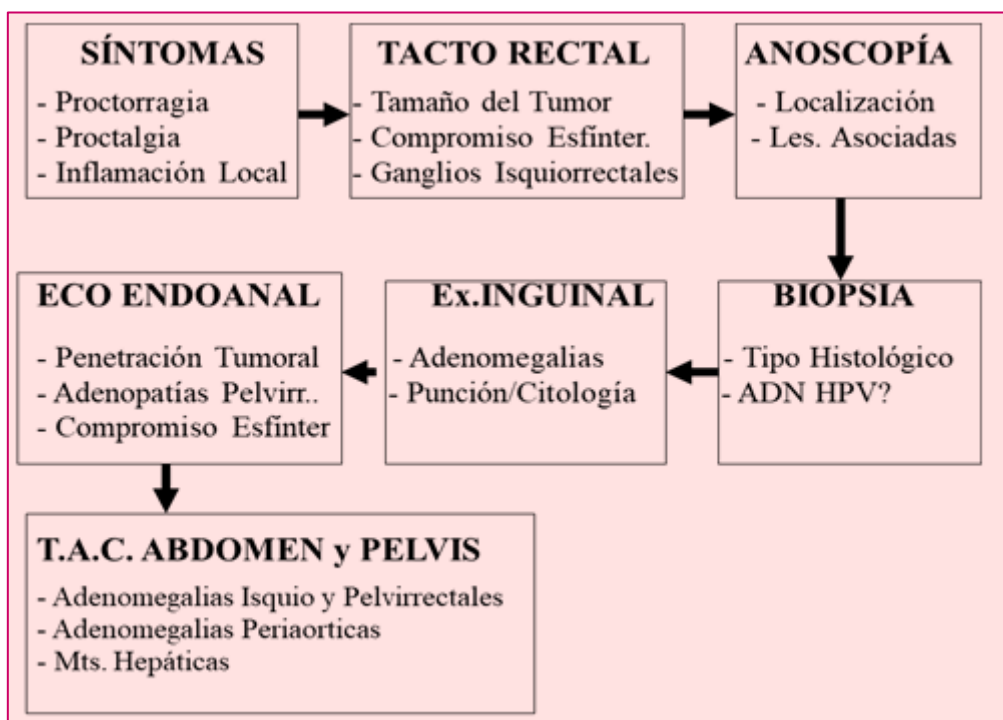 SÍNTOMAS
- Proctorragia
- Proctalgia
- Inflamación Local
TACTO RECTAL
- Tamaño del Tumor
- Compromiso Esfínter.
- Ganglios Isquiorrectales
ANOSCOPÍA
- Localización
- Les. Asociadas
BIOPSIA
- Tipo Histológico
- ADN HPV?
Ex.INGUINAL
- Adenomegalias
- Punción/Citología
ECO ENDOANAL
- Penetración Tumoral
- Adenopatías Pelvirr..
- Compromiso Esfínter
T.A.C. ABDOMEN y PELVIS
- Adenomegalias Isquio y Pelvirrectales
- Adenomegalias Periaorticas
- Mts. Hepáticas